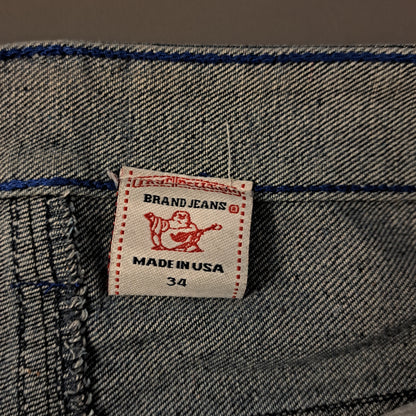 BRAND JEANS ®
MADE IN USA
34